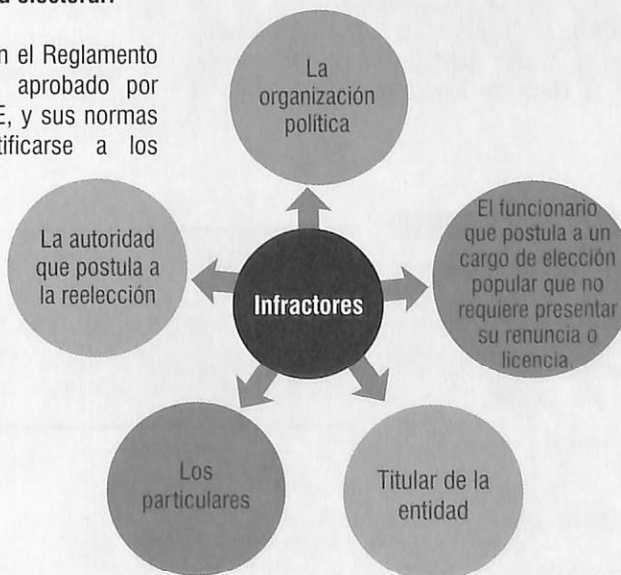 n el Reglamento
aprobado por
E, y sus normas
tificarse a los
La
organización
política
El funcionario
que postula a un
cargo de elección
popular que no
requiere presentar
su renuncia o
licencia.
La autoridad
que postula a
la reelección
Infractores
Los
particulares
Titular de la
entidad